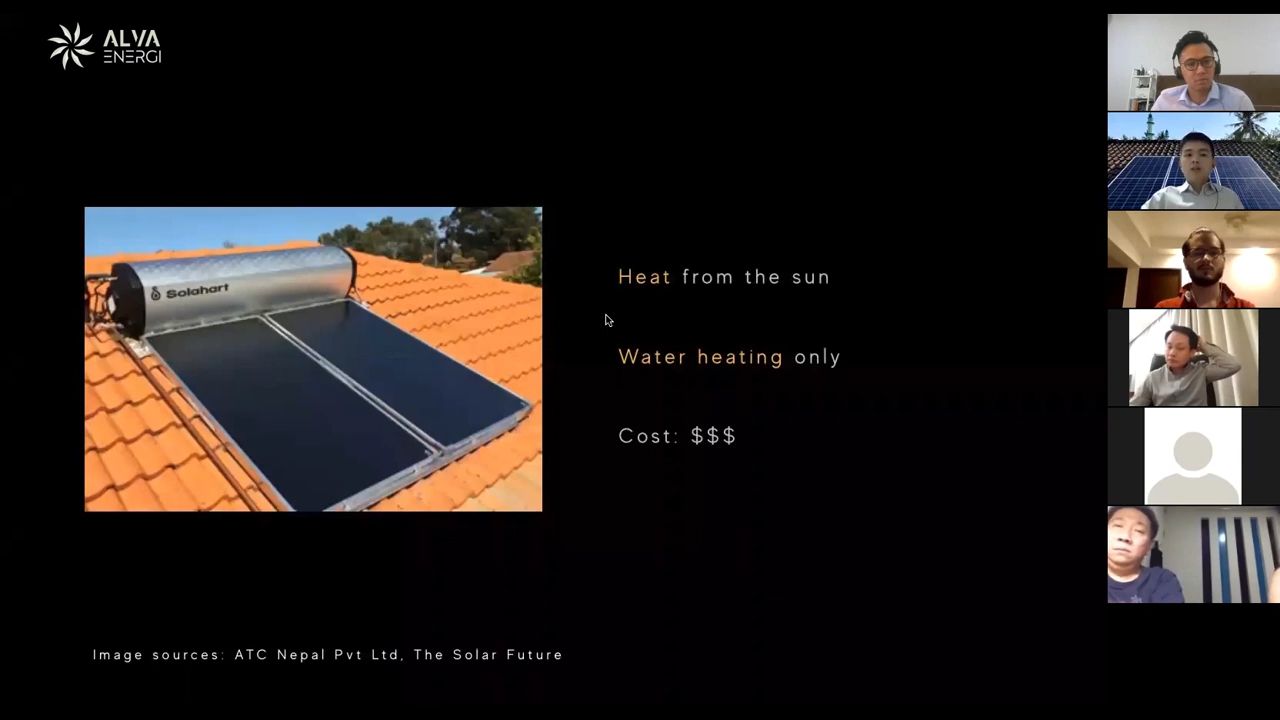 ALVA
ENERGI
Solahart
Heat from the sun
Water heating only
Cost: $$$
Image sources: ATC Nepal Pvt Ltd, The Solar Future